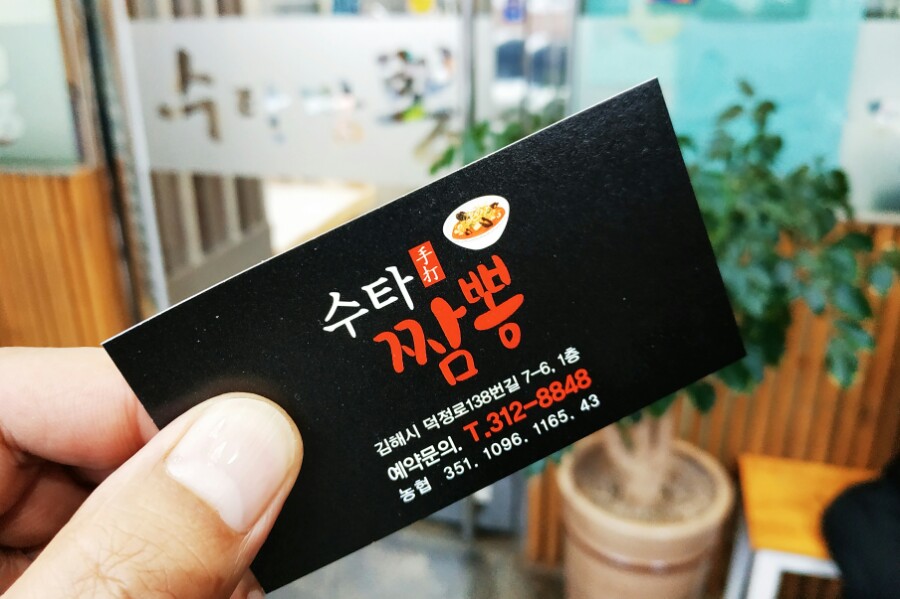 수타
手打
짬뽕
김해시 덕정로138번길 7-6, 1층
예약문의. T.312-8848
농협 351. 1096. 1165. 43